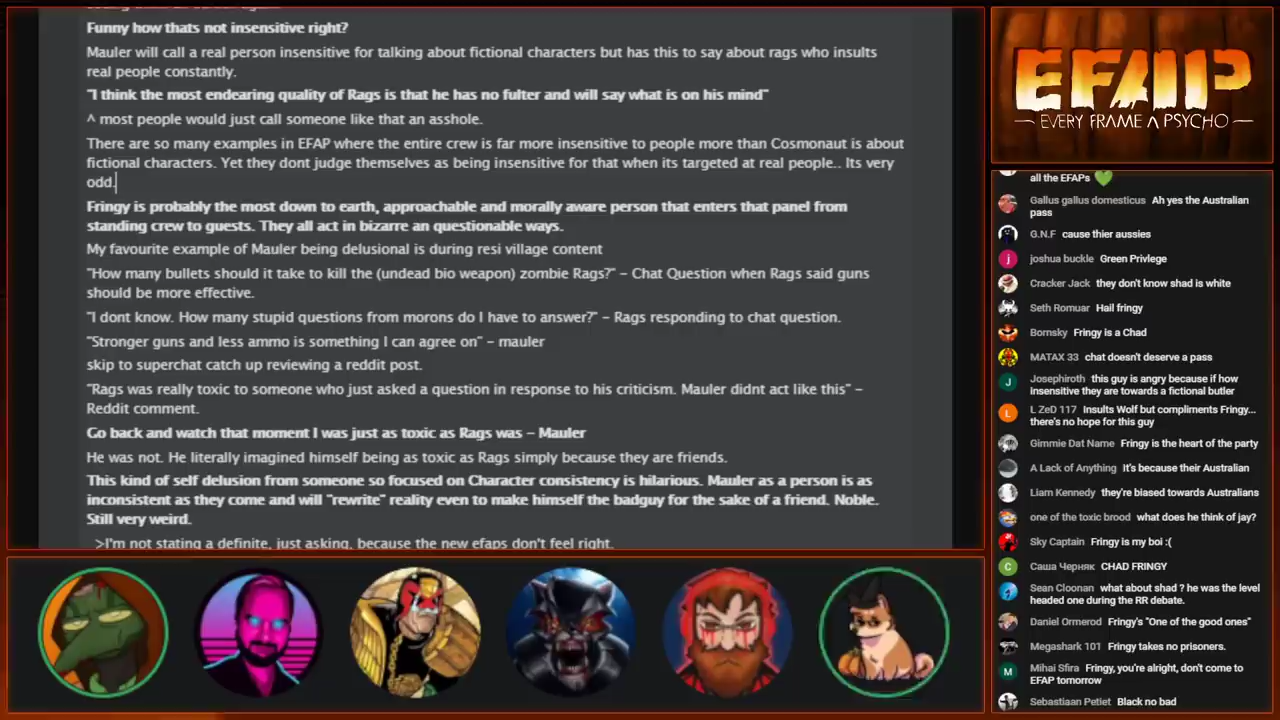 Funny how thats not insensitive right?
Mauler will call a real person insensitive for talking about fictional characters but has this to say about rags who insults
real people constantly.
"I think the most endearing quality of Rags is that he has no fulter and will say what is on his mind"
^ most people would just call someone like that an asshole.
There are so many examples in EFAP where the entire crew is far more insensitive to people more than Cosmonaut is about
fictional characters. Yet they dont judge themselves as being insensitive for that when its targeted at real people.. Its very
odd.
Fringy is probably the most down to earth, approachable and morally aware person that enters that panel from
standing crew to guests. They all act in bizarre an questionable ways.
My favourite example of Mauler being delusional is during resi village content
"How many bullets should it take to kill the (undead bio weapon) zombie Rags?" – Chat Question when Rags said guns
should be more effective.
"I dont know. How many stupid questions from morons do I have to answer?" – Rags responding to chat question.
"Stronger guns and less ammo is something I can agree on" – mauler
skip to superchat catch up reviewing a reddit post.
"Rags was really toxic to someone who just asked a question in response to his criticism. Mauler didnt act like this" –
Reddit comment.
Go back and watch that moment I was just as toxic as Rags was – Mauler
He was not. He literally imagined himself being as toxic as Rags simply because they are friends.
This kind of self delusion from someone so focused on Character consistency is hilarious. Mauler as a person is as
inconsistent as they come and will "rewrite" reality even to make himself the badguy for the sake of a friend. Noble.
Still very weird.
>I'm not stating a definite, just asking, because the new efaps don't feel right.
EFAP
EVERY FRAME A PSYCHO
all the EFAPs 💚
Gallus gallus domesticus Ah yes the Australian
pass
G.N.F cause thier aussies
joshua buckle Green Privlege
Cracker Jack they don't know shad is white
Seth Romuar Hail fringy
Bornsky Fringy is a Chad
MATAX 33 chat doesn't deserve a pass
Josephiroth this guy is angry because if how
insensitive they are towards a fictional butler
L ZeD 117 Insults Wolf but compliments Fringy...
there's no hope for this guy
Gimmie Dat Name Fringy is the heart of the party
A Lack of Anything It's because their Australian
Liam Kennedy they're biased towards Australians
one of the toxic brood what does he think of jay?
Sky Captain Fringy is my boi :(
Саша Черняк CHAD FRINGY
Sean Cloonan what about shad ? he was the level
headed one during the RR debate.
Daniel Ormerod Fringy's "One of the good ones"
Megashark 101 Fringy takes no prisoners.
Mihai Sfira Fringy, you're alright, don't come to
EFAP tomorrow
Sebastiaan Petiet Black no bad